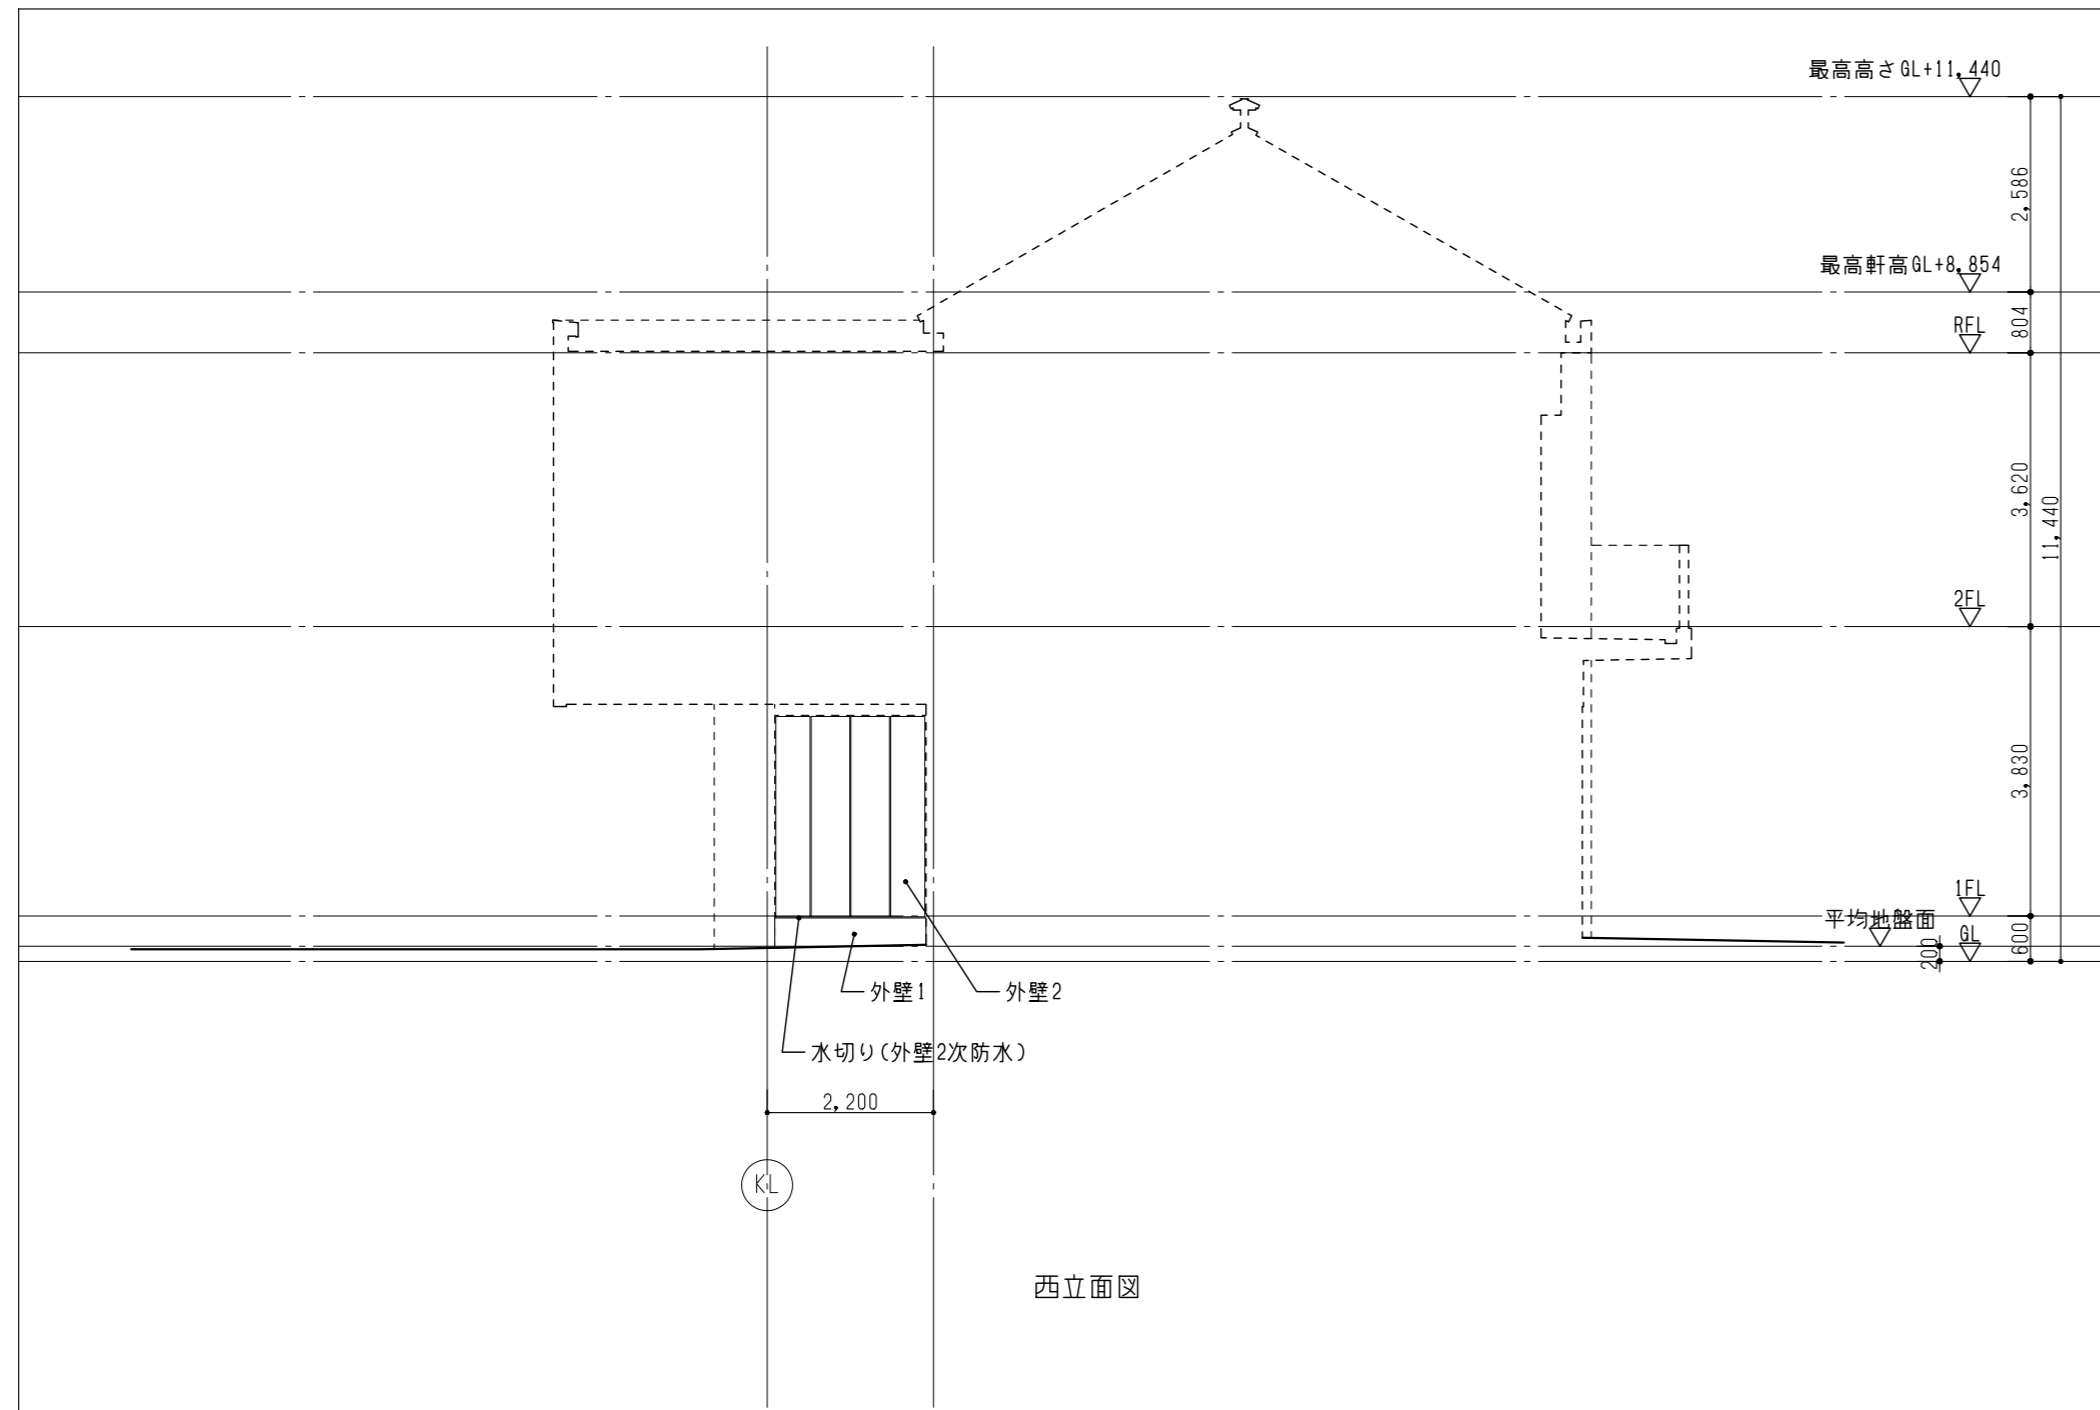 最高高さGL+11,440
2,586
最高軒高GL+8,854
804
RFL
3,620
11,440
2FL
3,830
1FL
平均地盤面
GL
200
600
外壁1
外壁2
水切り(外壁2次防水)
2,200
KL
西立面図